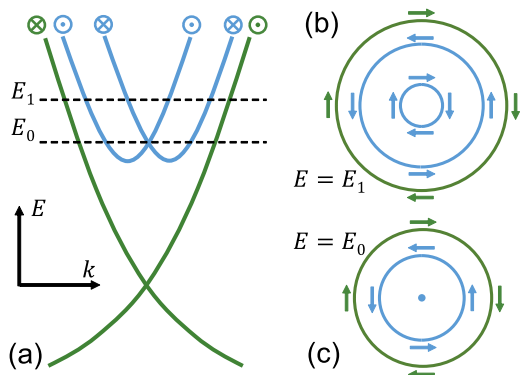 (b)
E₁
E₀
E = E₁
E
k
E = E₀
(a)
(c)